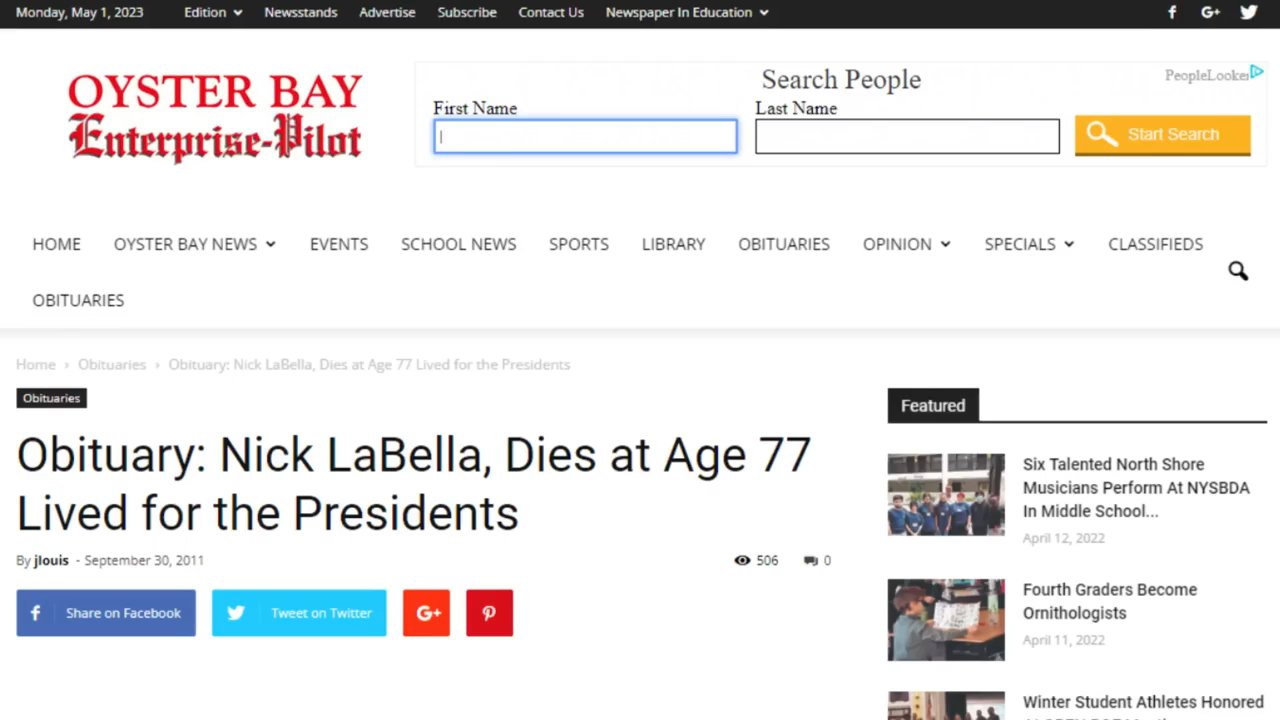 Monday, May 1, 2023 Edition Newsstands Advertise Subscribe Contact Us Newspaper In Education
OYSTER BAY
Enterprise-Pilot
Search People
PeopleLooker
First Name
Last Name
Start Search
HOME OYSTER BAY NEWS EVENTS SCHOOL NEWS SPORTS LIBRARY OBITUARIES OPINION SPECIALS CLASSIFIEDS
OBITUARIES
Home › Obituaries › Obituary: Nick LaBella, Dies at Age 77 Lived for the Presidents
Obituaries
Obituary: Nick LaBella, Dies at Age 77
Lived for the Presidents
By jlouis - September 30, 2011 506 0
Share on Facebook Tweet on Twitter G+
Featured
Six Talented North Shore
Musicians Perform At NYSBDA
In Middle School...
April 12, 2022
Fourth Graders Become
Ornithologists
April 11, 2022
Winter Student Athletes Honored